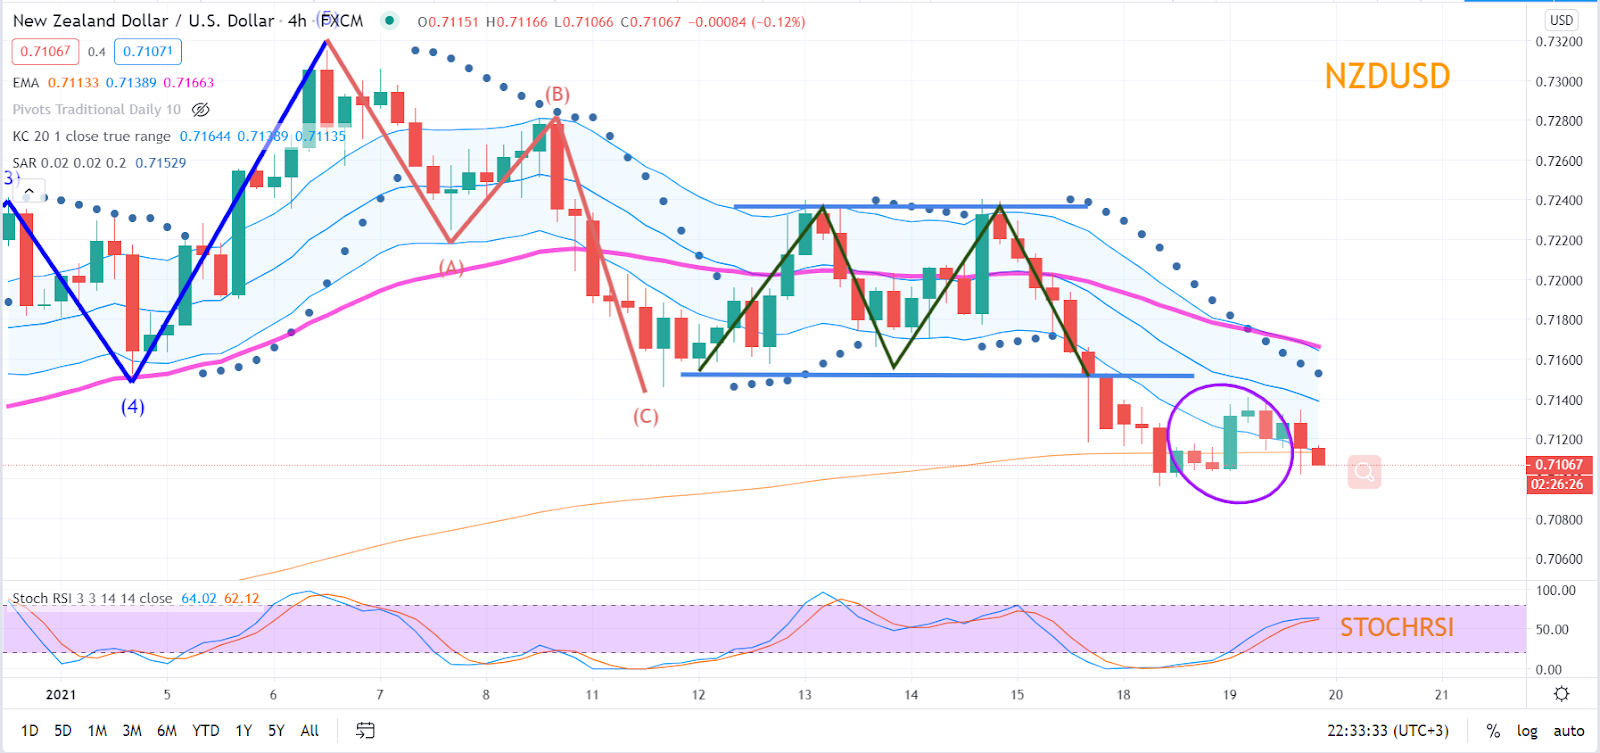 New Zealand Dollar / U.S. Dollar · 4h · FXCM O0.71151 H0.71166 L0.71066 C0.71067 -0.00084 (-0.12%)
(5)
USD
0.71067 0.4 0.71071
EMA 0.71133 0.71389 0.71663
Pivots Traditional Daily 10
KC 20 1 close true range 0.71644 0.71389 0.71135
SAR 0.02 0.02 0.2 0.71529
3)
NZDUSD
(B)
(A)
(4)
(C)
0.73200
0.73000
0.72800
0.72600
0.72400
0.72200
0.72000
0.71800
0.71600
0.71400
0.71200
0.71067
02:26:26
0.70800
0.70600
Stoch RSI 3 3 14 14 close 64.02 62.12
STOCHRSI
100.00
50.00
0.00
2021 5 6 7 8 11 12 13 14 15 18 19 20 21
1D 5D 1M 3M 6M YTD 1Y 5Y All 22:33:33 (UTC+3) % log auto